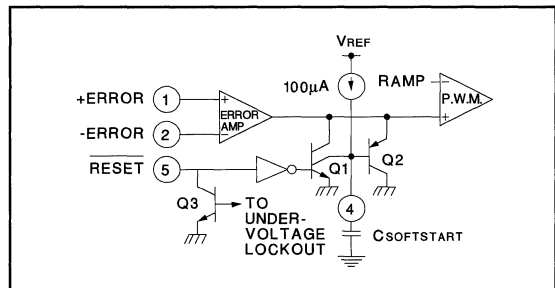 VREF
100µA
RAMP
−
P.W.M.
+
+ERROR
1
+
ERROR
AMP
-ERROR
2
−
RESET
5
Q1
Q2
Q3
TO
UNDER-
VOLTAGE
LOCKOUT
4
CSOFTSTART